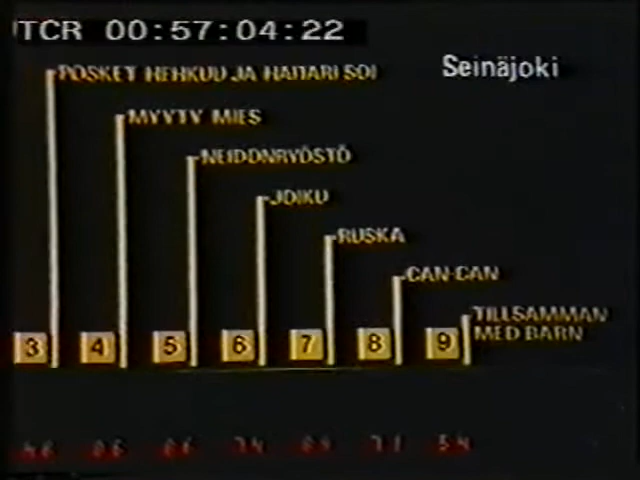 TCR 00:57:04:22
Seinäjoki
POSKET HEHKUU JA HAITARI SOI
MYYTY MIES
NEIDONRYÖSTÖ
JOIKU
RUSKA
CAN-CAN
TILLSAMMAN
MED BARN
3 4 5 6 7 8 9